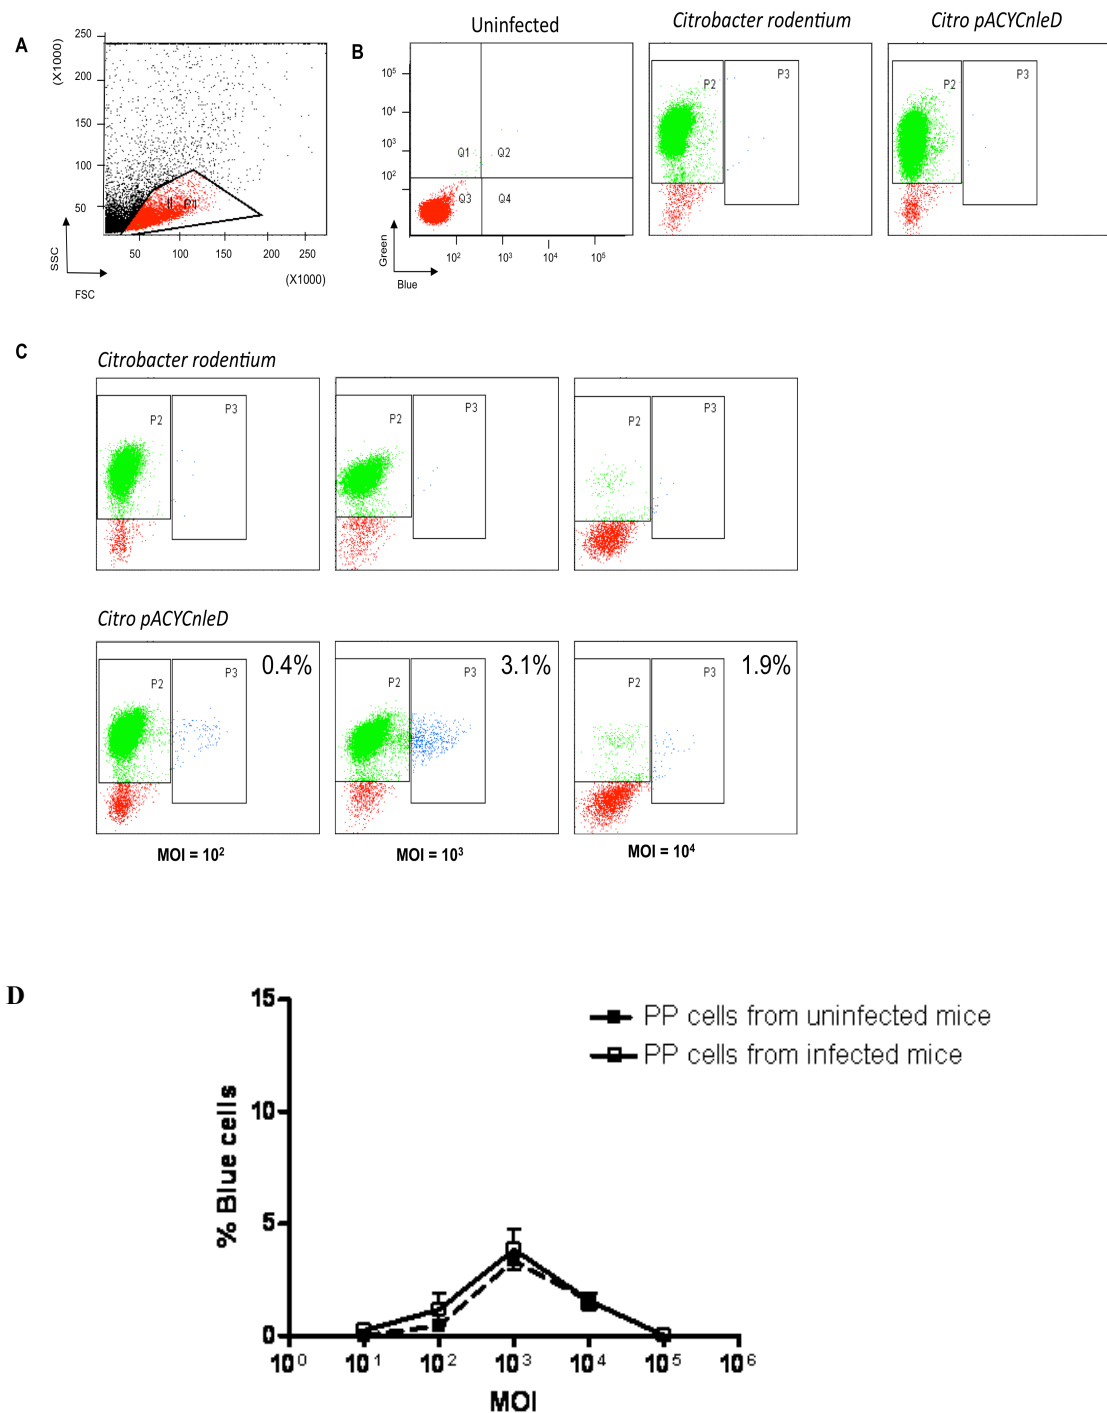 A
(X1000)
250
200
150
100
50
P1
SSC
FSC
50 100 150 200 250
(X1000)
B
Uninfected
10⁵
10⁴
10³
10²
Q1 Q2
Q3 Q4
Green
Blue
10² 10³ 10⁴ 10⁵
Citrobacter rodentium
P2 P3
Citro pACYCnleD
P2 P3
C
Citrobacter rodentium
P2 P3
P2 P3
P2 P3
Citro pACYCnleD
P2 P3 0.4%
P2 P3 3.1%
P2 P3 1.9%
MOI = 10²
MOI = 10³
MOI = 10⁴
D
15
10
5
0
% Blue cells
PP cells from uninfected mice
PP cells from infected mice
10⁰ 10¹ 10² 10³ 10⁴ 10⁵ 10⁶
MOI